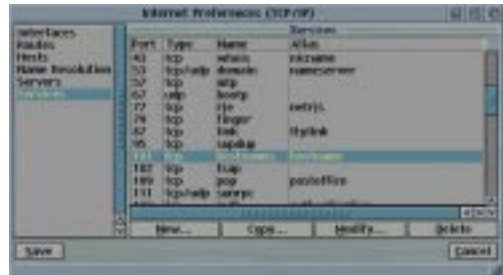 Internet Preferences (TCP/IP)
Interfaces
Routes
Hosts
Name Resolution
Servers
Services
Services
Port Type Name Alias
43 tcp whois nicname
53 tcp/udp domain nameserver
57 tcp mtp
67 udp bootp
77 tcp rje netrjs
79 tcp finger
87 tcp link ttylink
95 tcp supdup
101 tcp hostnames hostname
102 tcp tsap
109 tcp pop postoffice
111 tcp/udp sunrpc
New... Copy... Modify... Delete
Save Cancel